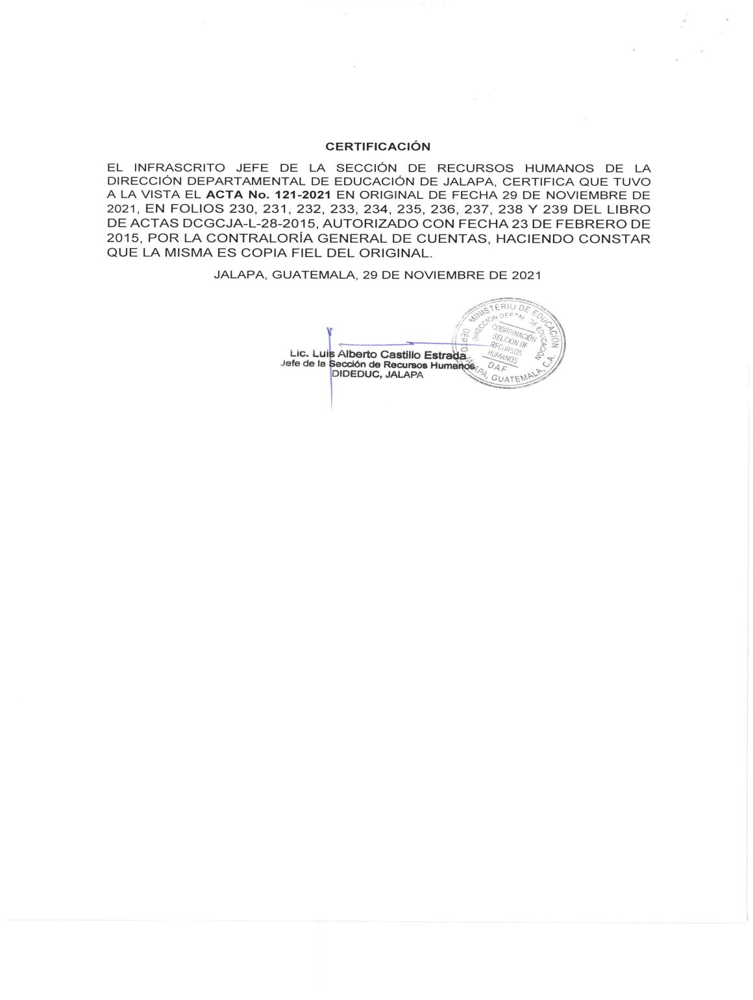 CERTIFICACIÓN
EL INFRASCRITO JEFE DE LA SECCIÓN DE RECURSOS HUMANOS DE LA
DIRECCIÓN DEPARTAMENTAL DE EDUCACIÓN DE JALAPA, CERTIFICA QUE TUVO
A LA VISTA EL ACTA No. 121-2021 EN ORIGINAL DE FECHA 29 DE NOVIEMBRE DE
2021, EN FOLIOS 230, 231, 232, 233, 234, 235, 236, 237, 238 Y 239 DEL LIBRO
DE ACTAS DCGCJA-L-28-2015, AUTORIZADO CON FECHA 23 DE FEBRERO DE
2015, POR LA CONTRALORÍA GENERAL DE CUENTAS, HACIENDO CONSTAR
QUE LA MISMA ES COPIA FIEL DEL ORIGINAL.
JALAPA, GUATEMALA, 29 DE NOVIEMBRE DE 2021
Lic. Luis Alberto Castillo Estrada
Jefe de la Sección de Recursos Humanos
DIDEDUC, JALAPA
MINISTERIO DE EDUCACIÓN
DIRECCIÓN DEPTAL DE EDUCACIÓN
COORDINACIÓN
SECCIÓN DE
RECURSOS
HUMANOS
DAF
DEPTO JALAPA, GUATEMALA, C.A.